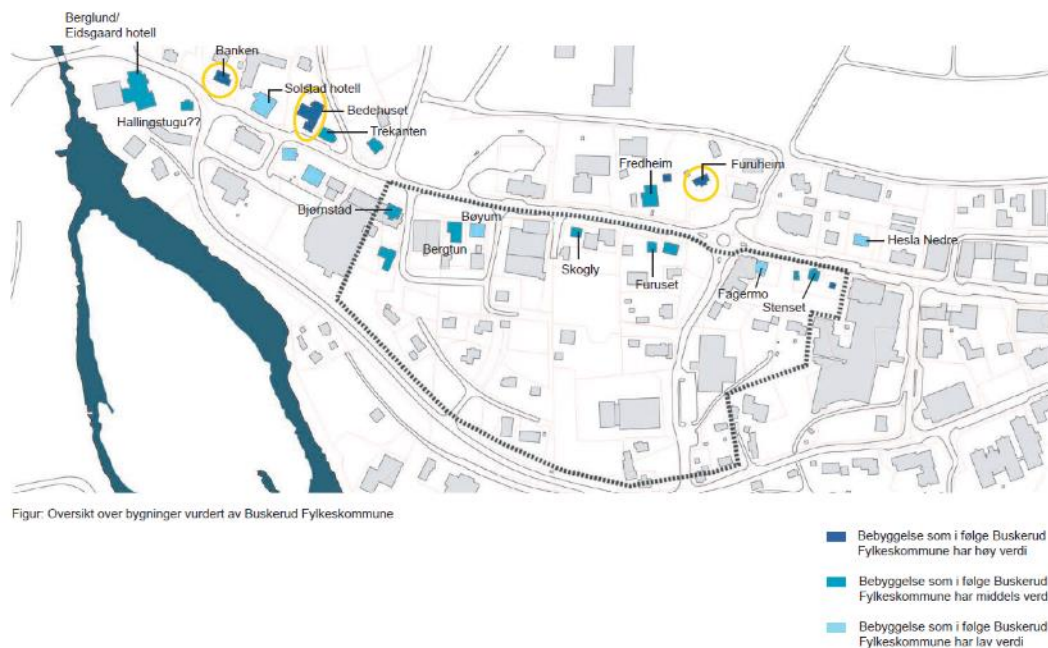 Berglund/
Eidsgaard hotell
Banken
Solstad hotell
Bedehuset
Hallingstugu??
Trekanten
Fredheim
Furuheim
Bjørnstad
Bøyum
Bergtun
Hesla Nedre
Skogly
Furuset
Fagermo
Stenset
Figur: Oversikt over bygninger vurdert av Buskerud Fylkeskommune
Bebyggelse som i følge Buskerud
Fylkeskommune har høy verdi
Bebyggelse som i følge Buskerud
Fylkeskommune har middels verd
Bebyggelse som i følge Buskerud
Fylkeskommune har lav verdi